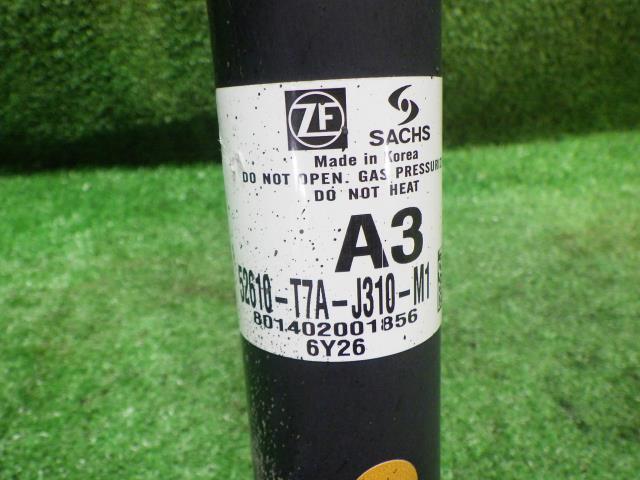 ZF
SACHS
Made in Korea
DO NOT OPEN. GAS PRESSURIZ
DO NOT HEAT
A3
52610-T7A-J310-M1
801402001856
6Y26